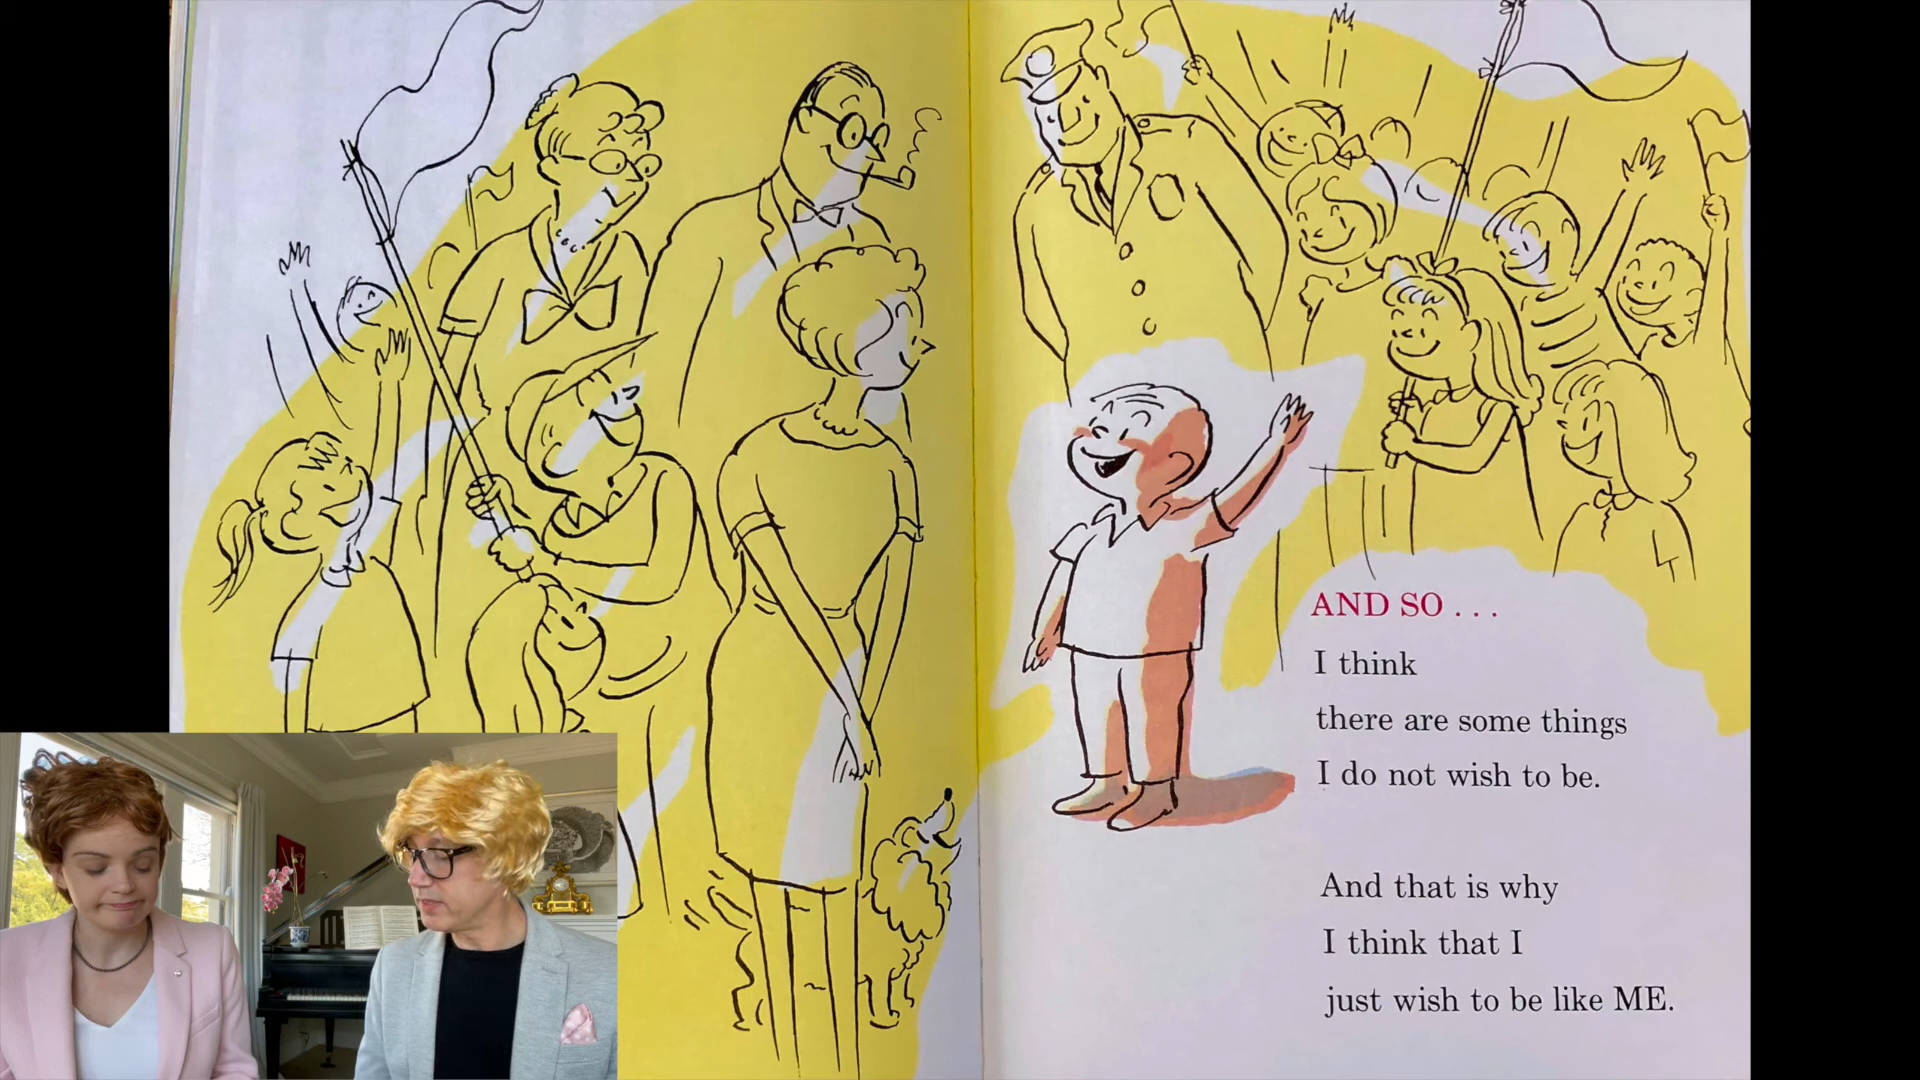 AND SO . . .
I think
there are some things
I do not wish to be.
And that is why
I think that I
just wish to be like ME.